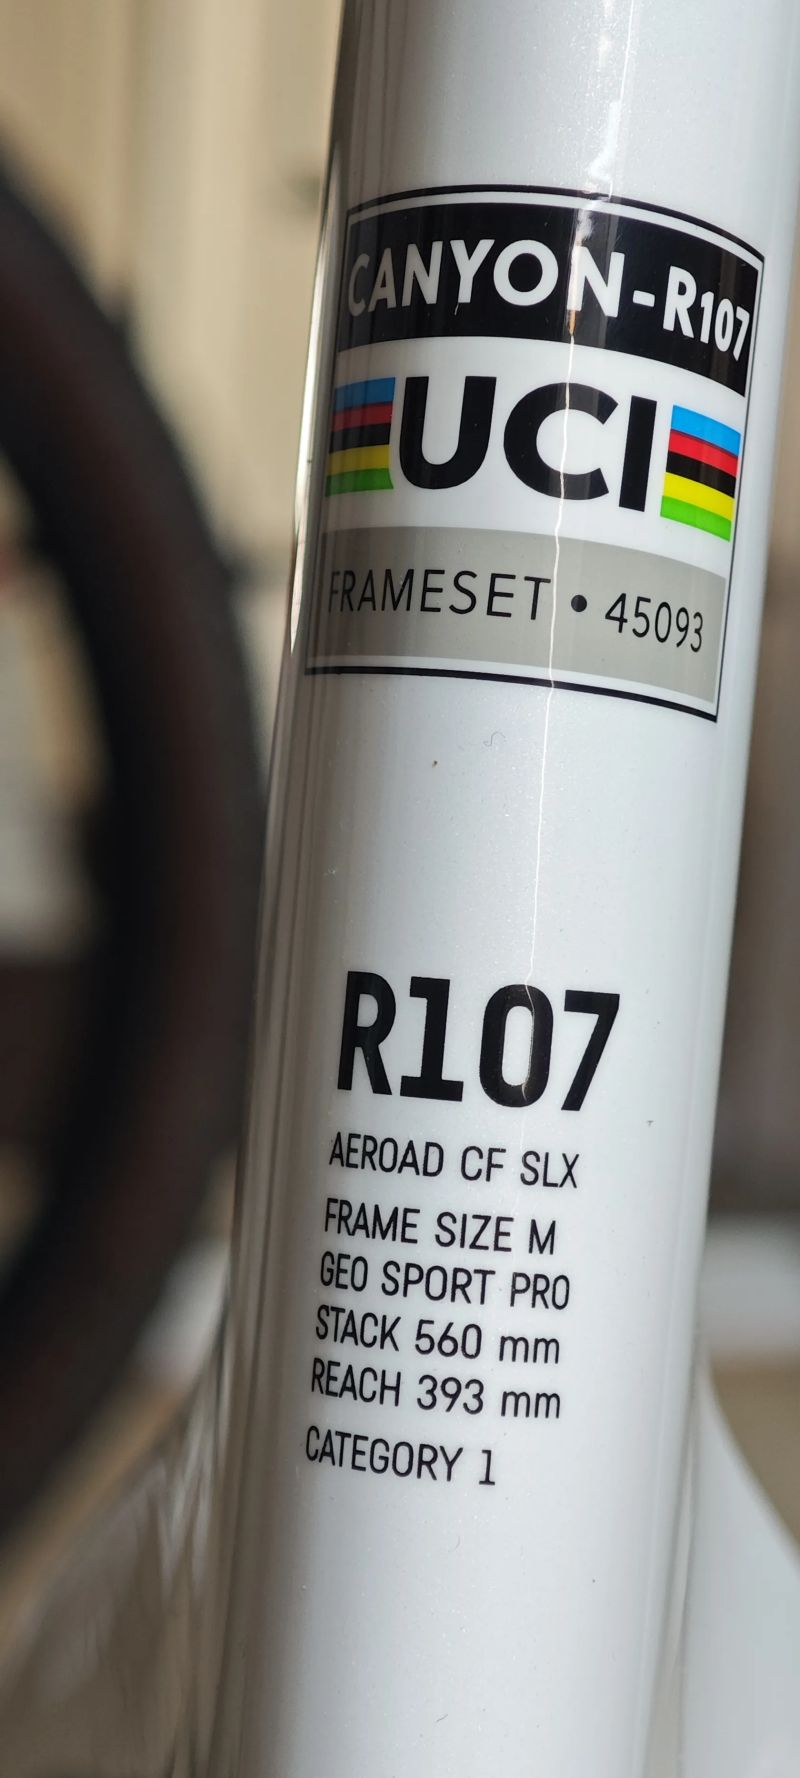 CANYON-R107
UCI
FRAMESET • 45093
R107
AEROAD CF SLX
FRAME SIZE M
GEO SPORT PRO
STACK 560 mm
REACH 393 mm
CATEGORY 1